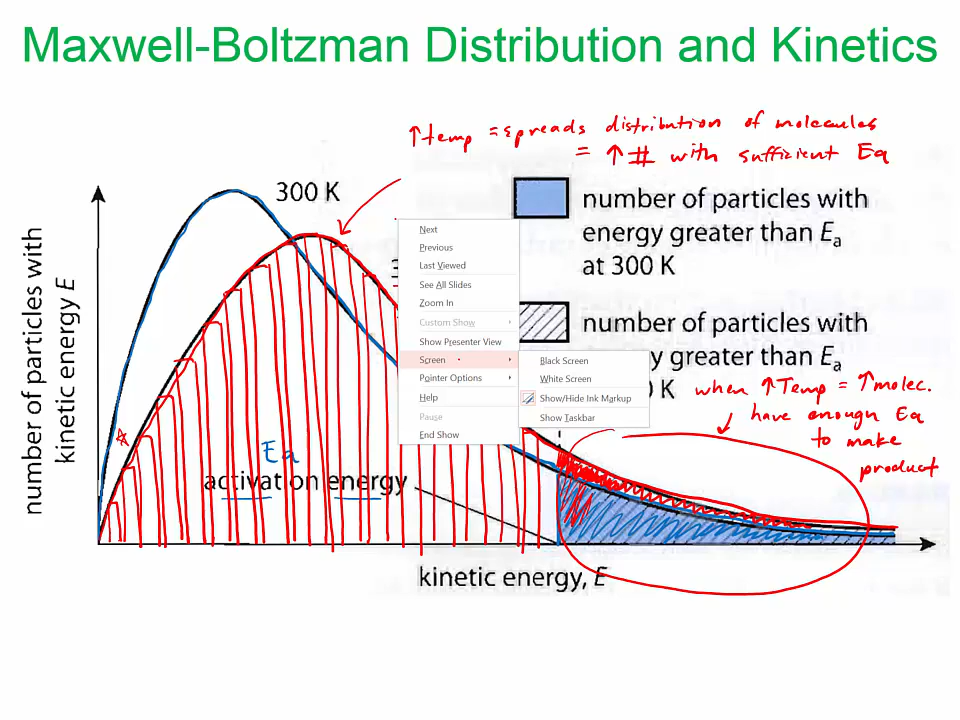 Maxwell-Boltzman Distribution and Kinetics
↑temp = spreads distribution of molecules
= ↑ # with sufficient Ea
300 K
number of particles with
energy greater than Ea
at 300 K
number of particles with
kinetic energy E
Next
Previous
Last Viewed
See All Slides
Zoom In
Custom Show
Show Presenter View
Screen
Pointer Options
Help
Pause
End Show
Black Screen
White Screen
Show/Hide Ink Markup
Show Taskbar
number of particles with
greater than Ea
K
when ↑Temp = ↑molec.
have enough Ea
to make
product
Ea
activation energy
kinetic energy, E